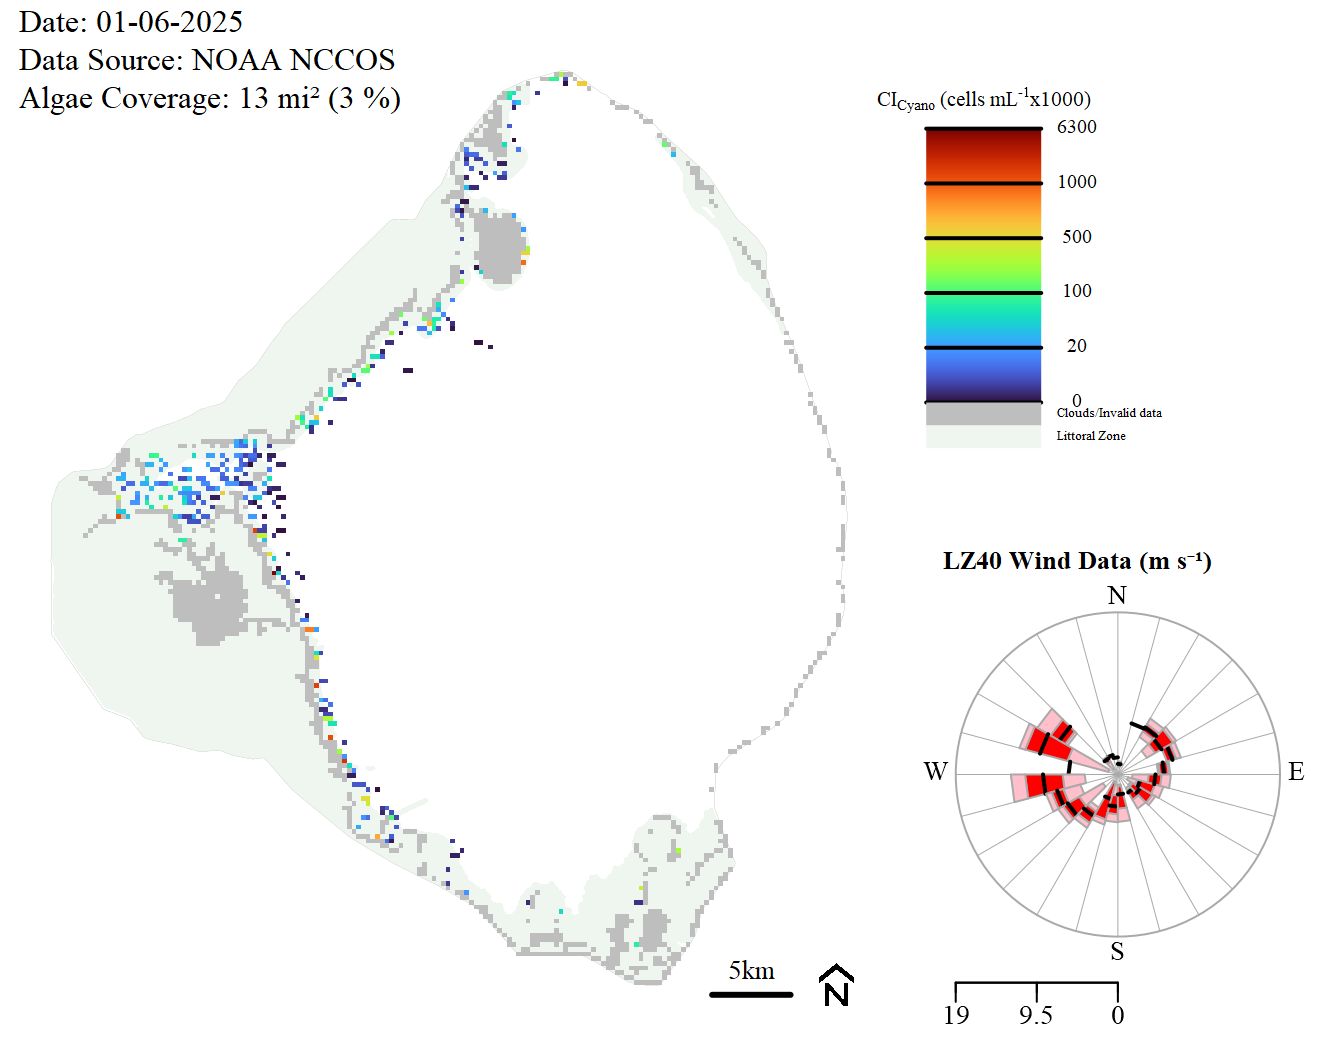 Date: 01-06-2025
Data Source: NOAA NCCOS
Algae Coverage: 13 mi² (3 %)
CICyano (cells mL⁻¹x1000)
6300
1000
500
100
20
0
Clouds/Invalid data
Littoral Zone
LZ40 Wind Data (m s⁻¹)
N
W
E
S
5km
N
19 9.5 0